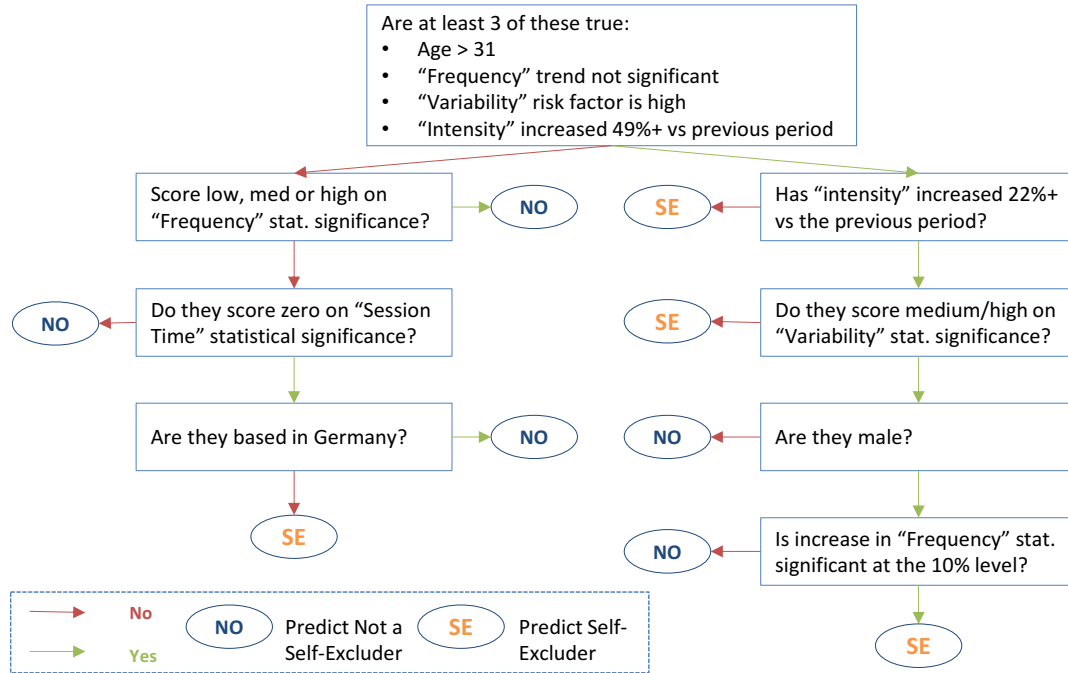 Are at least 3 of these true:
• Age > 31
• “Frequency” trend not significant
• “Variability” risk factor is high
• “Intensity” increased 49%+ vs previous period
Score low, med or high on
“Frequency” stat. significance?
NO
SE
Has “intensity” increased 22%+
vs the previous period?
NO
Do they score zero on “Session
Time” statistical significance?
SE
Do they score medium/high on
“Variability” stat. significance?
Are they based in Germany?
NO
NO
Are they male?
SE
NO
Is increase in “Frequency” stat.
significant at the 10% level?
No
Yes
NO
Predict Not a
Self-Excluder
SE
Predict Self-
Excluder
SE